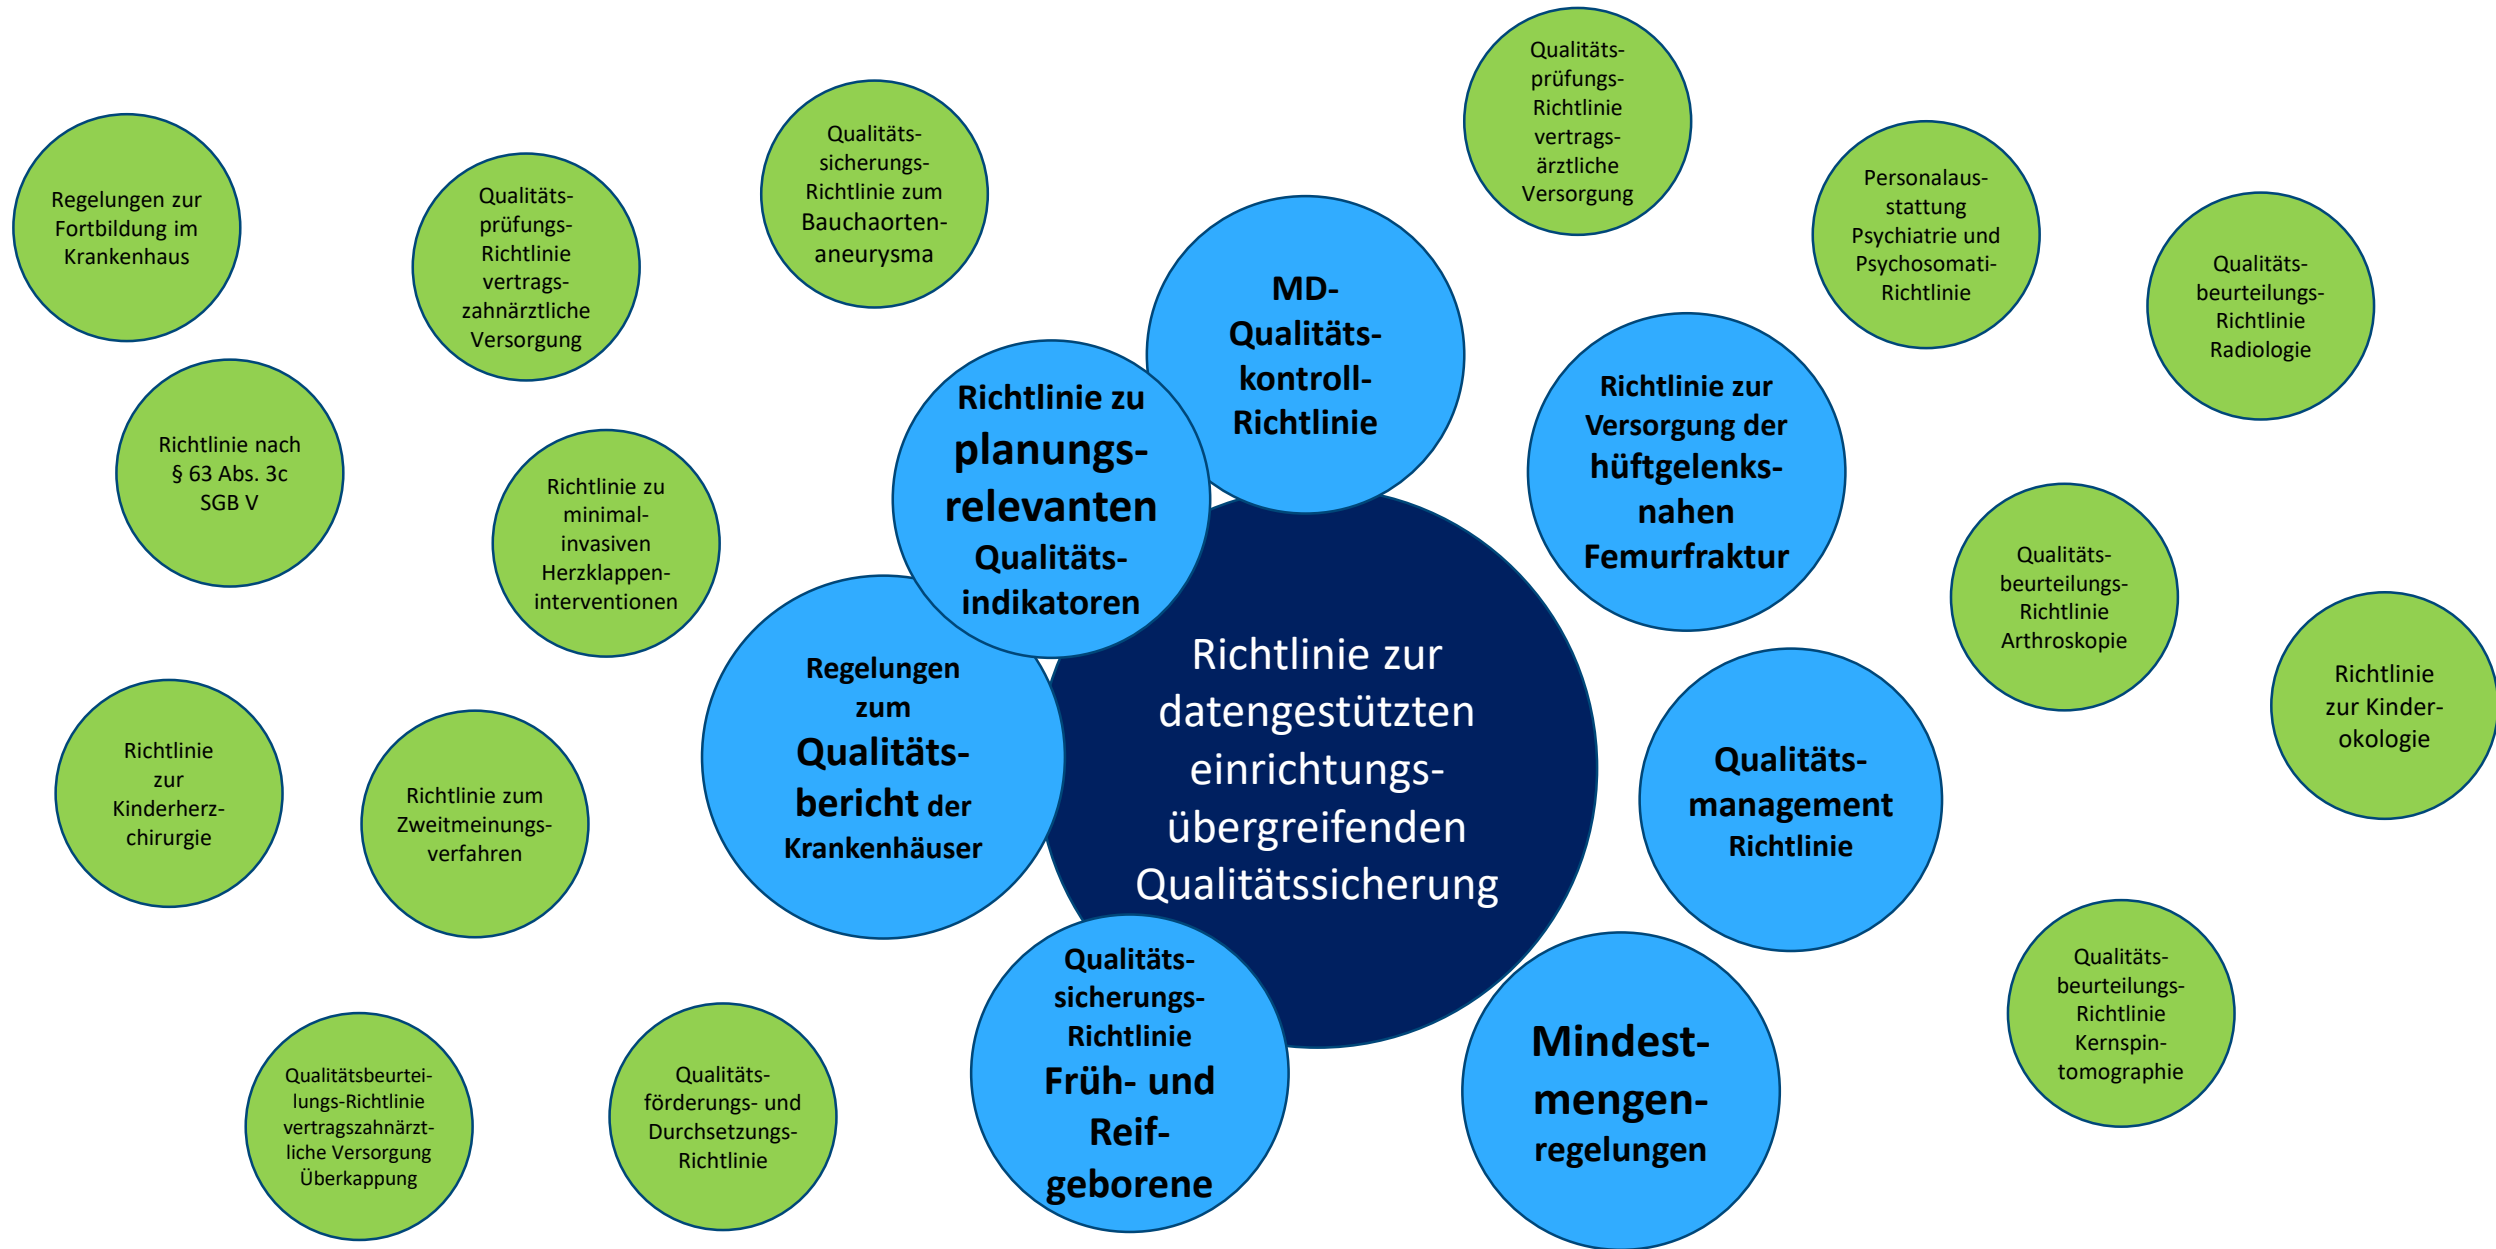 Regelungen zur
Fortbildung im
Krankenhaus
Qualitäts-
prüfungs-
Richtlinie
vertrags-
zahnärztliche
Versorgung
Qualitäts-
sicherungs-
Richtlinie zum
Bauchaorten-
aneurysma
Qualitäts-
prüfungs-
Richtlinie
vertrags-
ärztliche
Versorgung
Personalaus-
stattung
Psychiatrie und
Psychosomati-
Richtlinie
Qualitäts-
beurteilungs-
Richtlinie
Radiologie
MD-
Qualitäts-
kontroll-
Richtlinie
Richtlinie zu
planungs-
relevanten
Qualitäts-
indikatoren
Richtlinie zur
Versorgung der
hüftgelenks-
nahen
Femurfraktur
Richtlinie nach
§ 63 Abs. 3c
SGB V
Richtlinie zu
minimal-
invasiven
Herzklappen-
interventionen
Qualitäts-
beurteilungs-
Richtlinie
Arthroskopie
Richtlinie
zur Kinder-
okologie
Regelungen
zum
Qualitäts-
bericht der
Krankenhäuser
Richtlinie zur
datengestützten
einrichtungs-
übergreifenden
Qualitätssicherung
Qualitäts-
management
Richtlinie
Richtlinie
zur
Kinderherz-
chirurgie
Richtlinie zum
Zweitmeinungs-
verfahren
Qualitäts-
sicherungs-
Richtlinie
Früh- und
Reif-
geborene
Mindest-
mengen-
regelungen
Qualitäts-
beurteilungs-
Richtlinie
Kernspin-
tomographie
Qualitätsbeurtei-
lungs-Richtlinie
vertragszahnärzt-
liche Versorgung
Überkappung
Qualitäts-
förderungs- und
Durchsetzungs-
Richtlinie